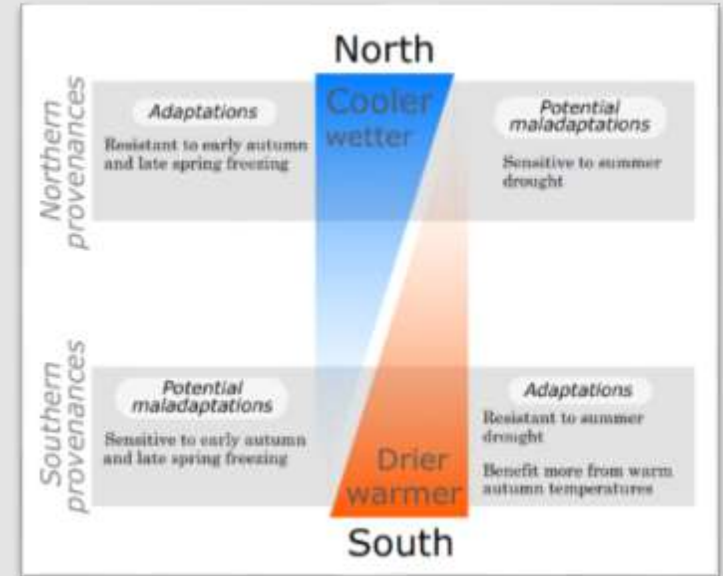 North
Northern
provenances
Adaptations
Resistant to early autumn
and late spring freezing
Cooler
wetter
Potential
maladaptations
Sensitive to summer
drought
Southern
provenances
Potential
maladaptations
Sensitive to early autumn
and late spring freezing
Drier
warmer
Adaptations
Resistant to summer
drought
Benefit more from warm
autumn temperatures
South